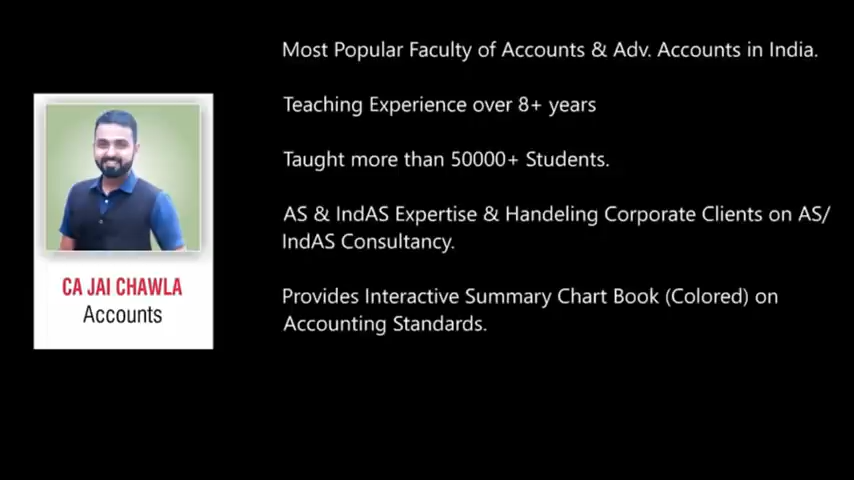 Most Popular Faculty of Accounts & Adv. Accounts in India.
Teaching Experience over 8+ years
Taught more than 50000+ Students.
AS & IndAS Expertise & Handeling Corporate Clients on AS/
IndAS Consultancy.
Provides Interactive Summary Chart Book (Colored) on
Accounting Standards.
CA JAI CHAWLA
Accounts